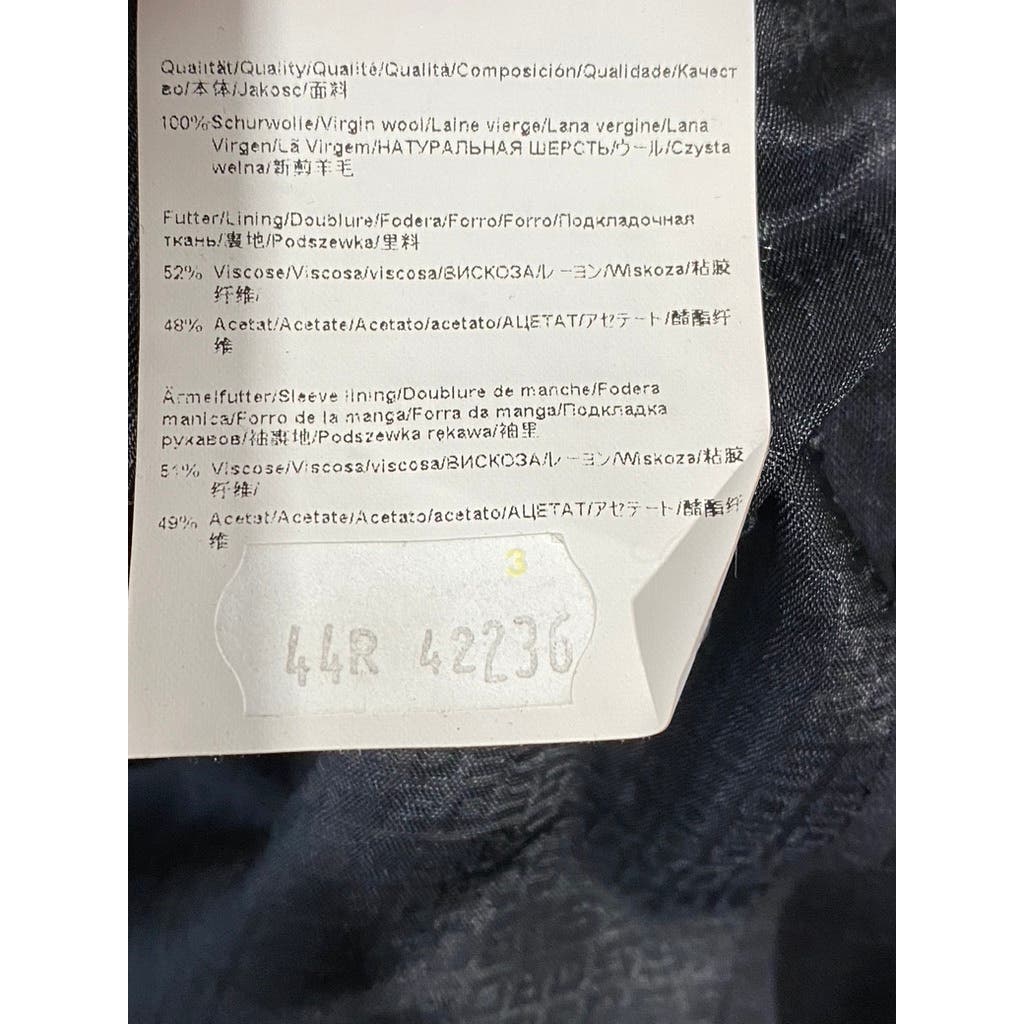 Qualität/Quality/Qualité/Qualità/Composición/Qualidade/Качест
во/本体/Jakosc/面料
100% Schurwolle/Virgin wool/Laine vierge/Lana vergine/Lana
Virgen/Lã Virgem/НАТУРАЛЬНАЯ ШЕРСТЬ/ウール/Czysta
wełna/新剪羊毛
Futter/Lining/Doublure/Fodera/Forro/Forro/Подкладочная
ткань/裏地/Podszewka/里料
52% Viscose/Viscosa/viscosa/ВИСКОЗА/レーヨン/Wiskoza/粘胶
纤维/
48% Acetat/Acetate/Acetato/acetato/АЦЕТАТ/アセテート/醋酯纤
维
Ärmelfutter/Sleeve lining/Doublure de manche/Fodera
manica/Forro de la manga/Forra da manga/Подкладка
рукавов/袖裏地/Podszewka rękawa/袖里
51% Viscose/Viscosa/viscosa/ВИСКОЗА/レーヨン/Wiskoza/粘胶
纤维/
49% Acetat/Acetate/Acetato/acetato/АЦЕТАТ/アセテート/醋酯纤
维
3
44R 42236